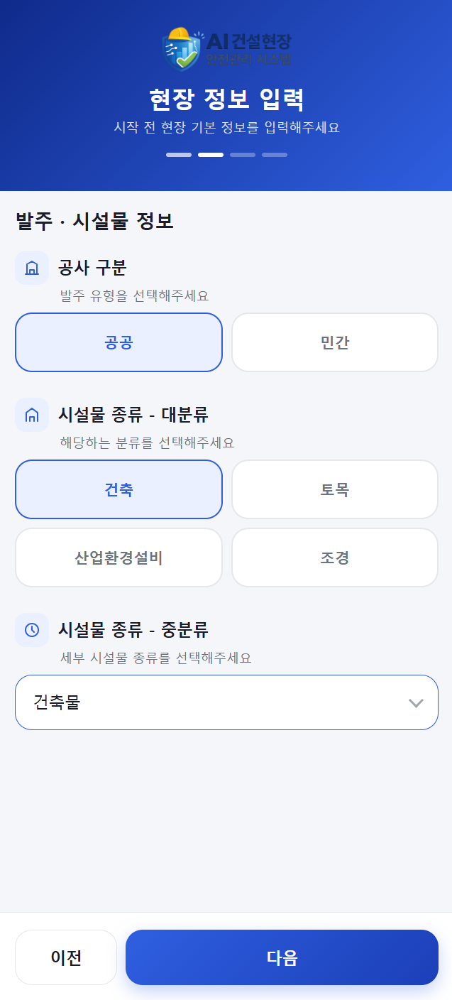 AI 건설현장
안전관리 시스템
현장 정보 입력
시작 전 현장 기본 정보를 입력해주세요
발주 · 시설물 정보
공사 구분
발주 유형을 선택해주세요
공공
민간
시설물 종류 - 대분류
해당하는 분류를 선택해주세요
건축
토목
산업환경설비
조경
시설물 종류 - 중분류
세부 시설물 종류를 선택해주세요
건축물
이전
다음